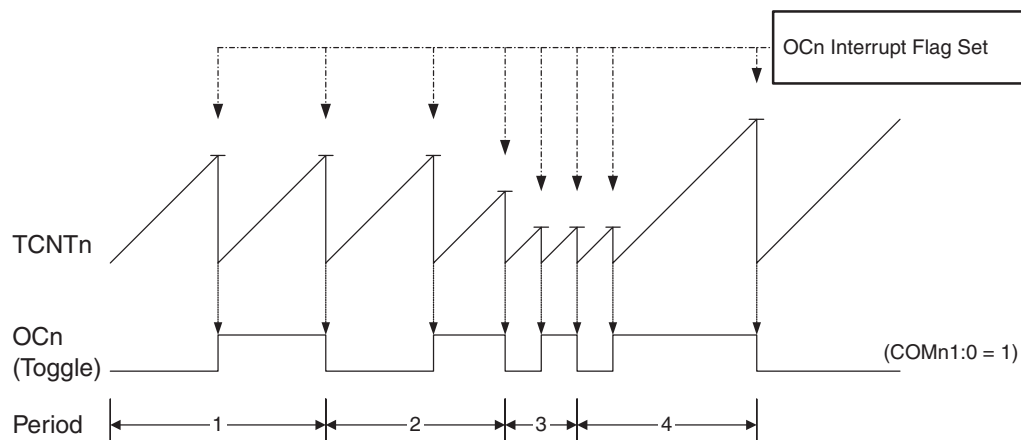 OCn Interrupt Flag Set
TCNTn
OCn
(Toggle)
(COMn1:0 = 1)
Period 1 2 3 4